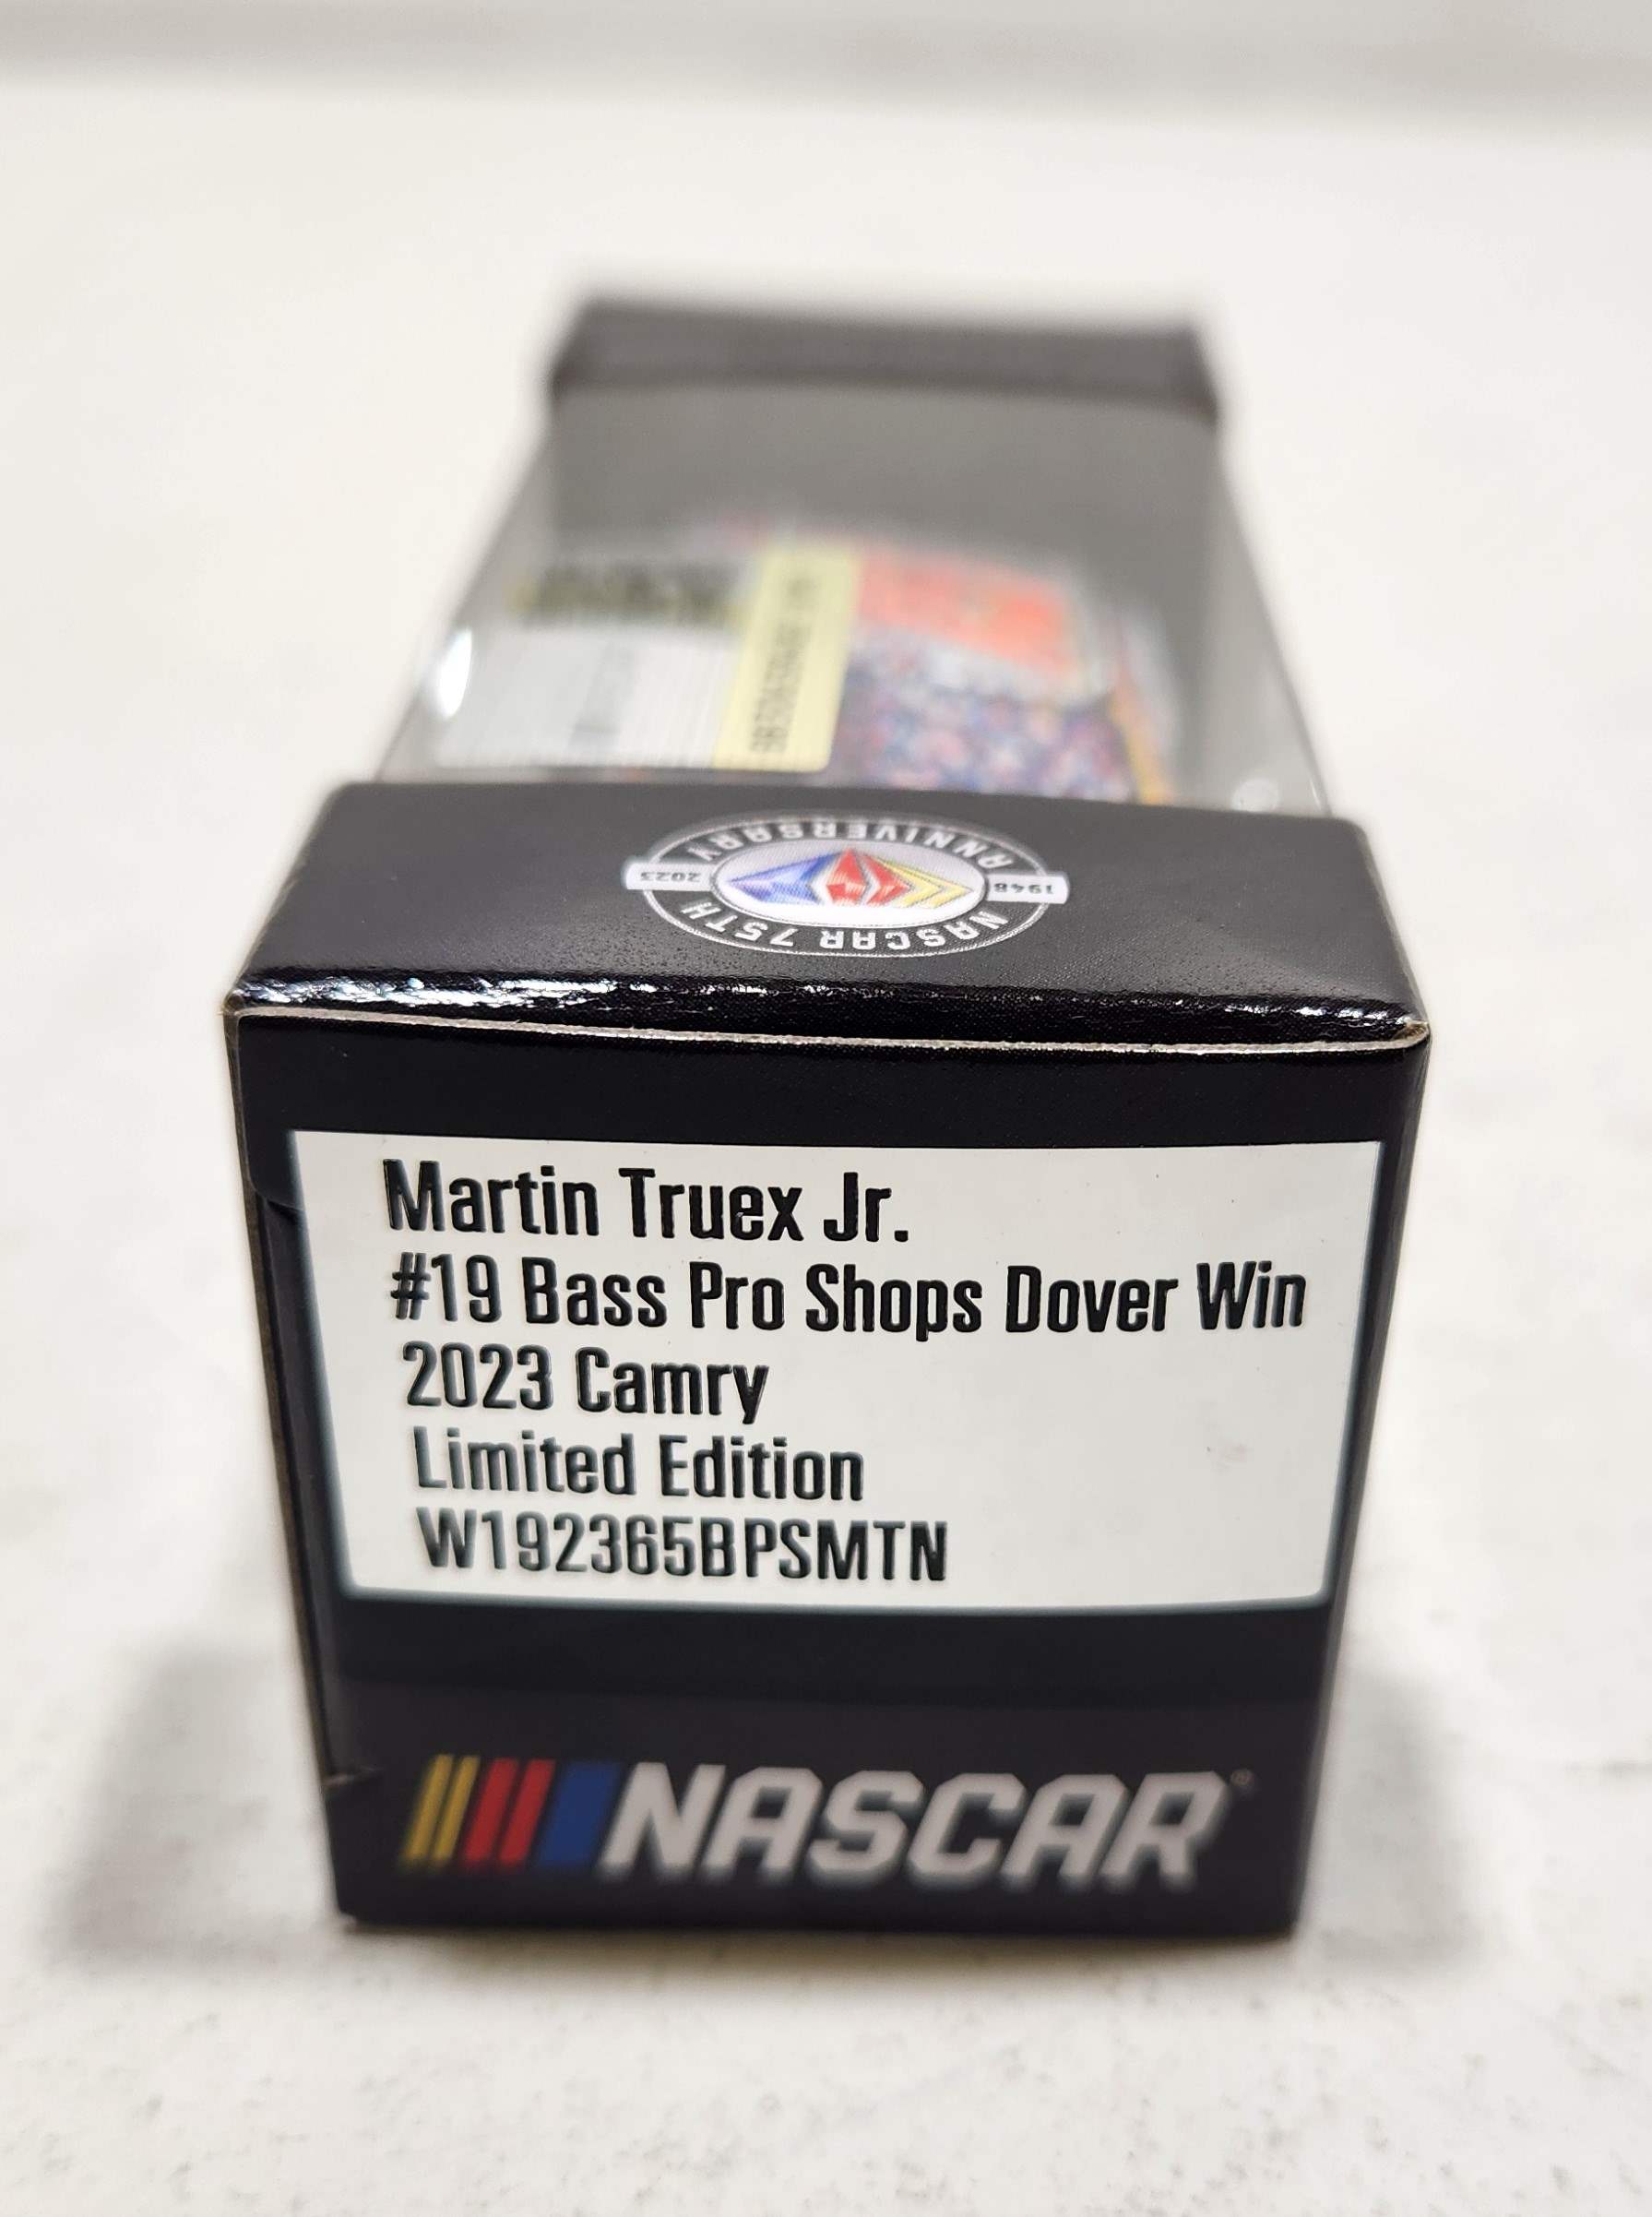 NASCAR 75TH ANNIVERSARY
1948
2023
Martin Truex Jr.
#19 Bass Pro Shops Dover Win
2023 Camry
Limited Edition
W192365BPSMTN
NASCAR